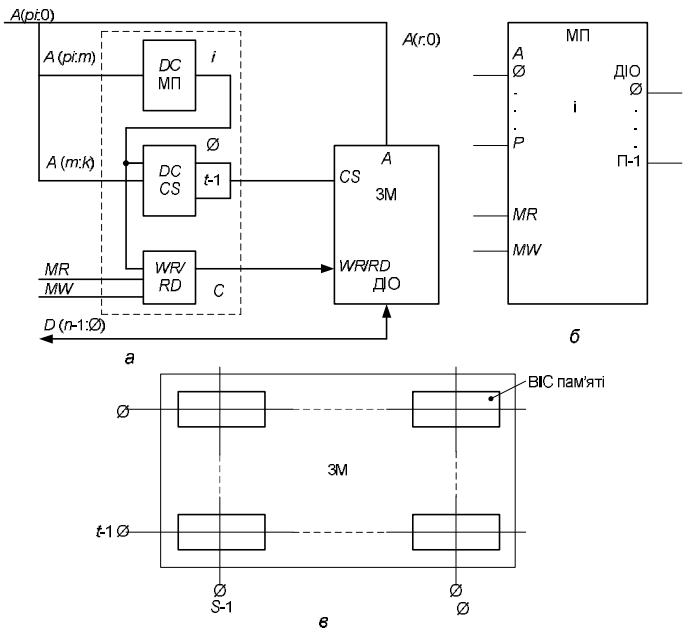 A(pi:0)
A(pi:m)
DC
МП
i
A(r:0)
A(m:k)
DC
CS
Ø
t-1
CS
A
ЗМ
MR
MW
WR/
RD
C
WR/RD
ДІО
D(n-1:Ø)
а
МП
A
Ø
.
.
.
P
i
ДІО
Ø
.
.
.
П-1
MR
MW
б
ВІС пам'яті
Ø
ЗМ
t-1 Ø
Ø
S-1
Ø
Ø
в